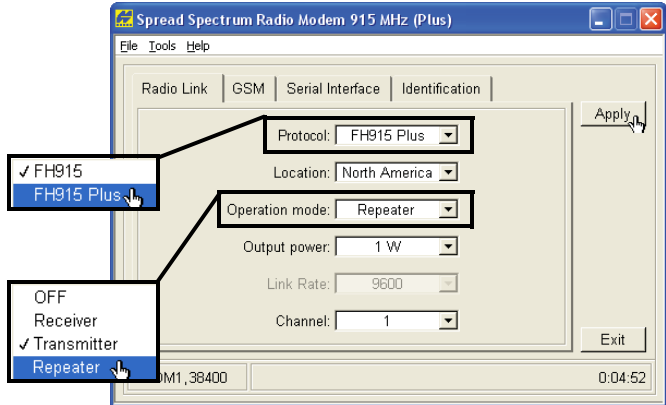 Spread Spectrum Radio Modem 915 MHz (Plus)
File Tools Help
Radio Link GSM Serial Interface Identification
Apply
Protocol: FH915 Plus
✓ FH915
FH915 Plus
Location: North America
Operation mode: Repeater
Output power: 1 W
Link Rate: 9600
OFF
Receiver
✓ Transmitter
Repeater
Channel: 1
Exit
OM1,38400
0:04:52